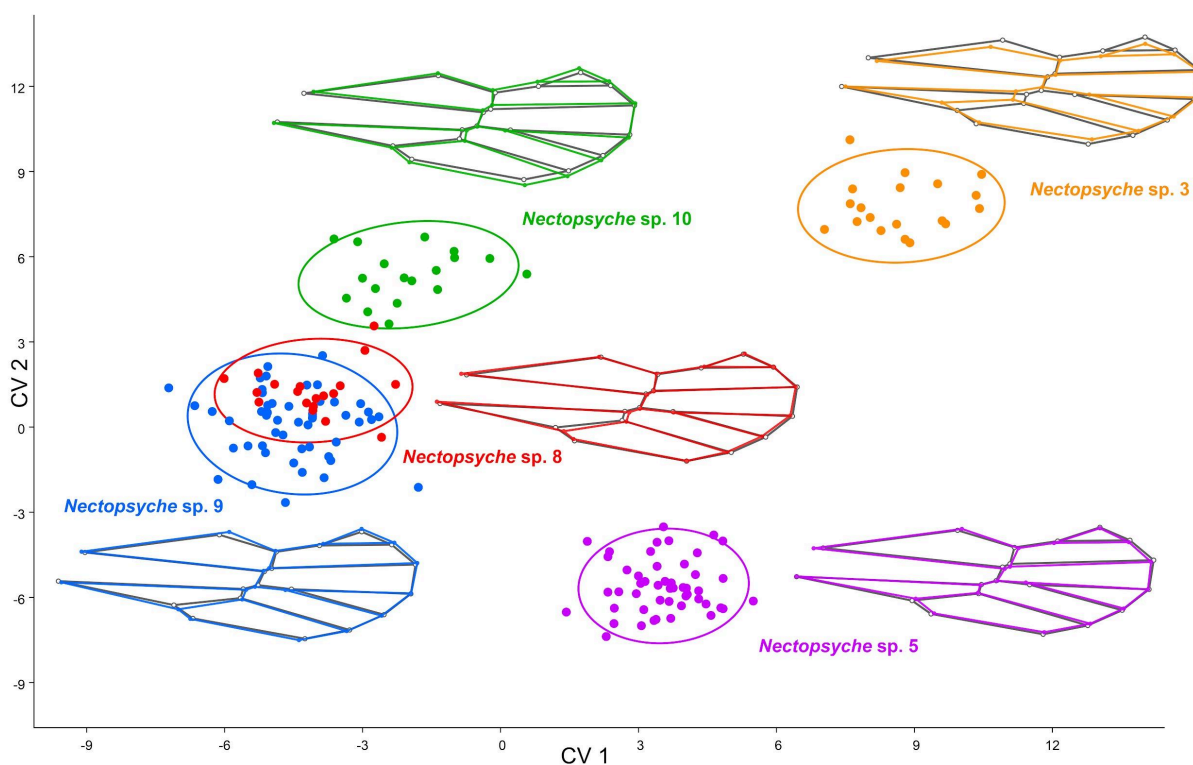 12
9
6
3
0
-3
-6
-9
CV 2
Nectopsyche sp. 3
Nectopsyche sp. 10
Nectopsyche sp. 8
Nectopsyche sp. 9
Nectopsyche sp. 5
-9 -6 -3 0 3 6 9 12
CV 1